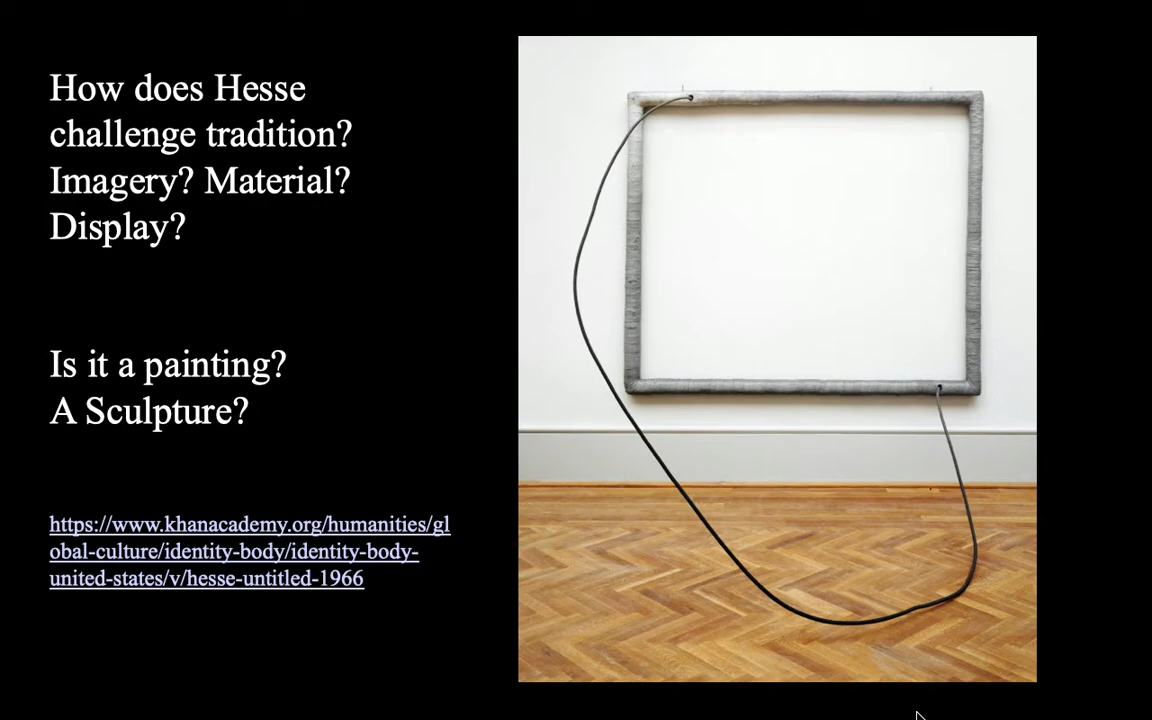 How does Hesse
challenge tradition?
Imagery? Material?
Display?
Is it a painting?
A Sculpture?
https://www.khanacademy.org/humanities/gl
obal-culture/identity-body/identity-body-
united-states/v/hesse-untitled-1966